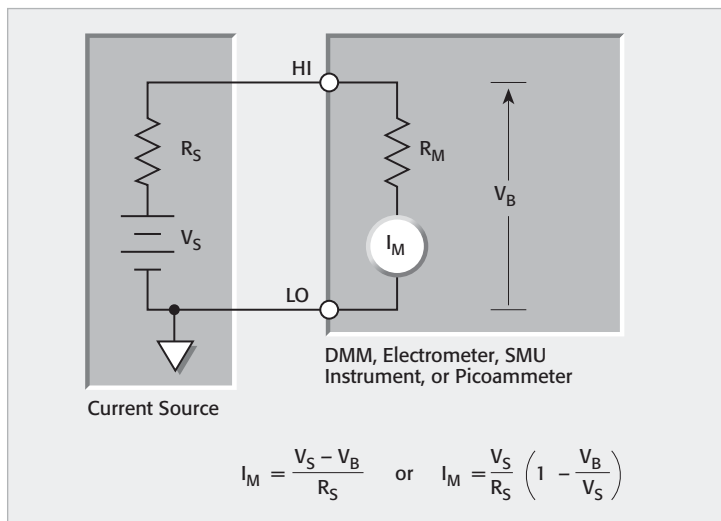 HI
R_S
R_M
V_B
V_S
I_M
LO
DMM, Electrometer, SMU
Instrument, or Picoammeter
Current Source
I_M = (V_S – V_B) / R_S or I_M = V_S / R_S (1 – V_B / V_S)